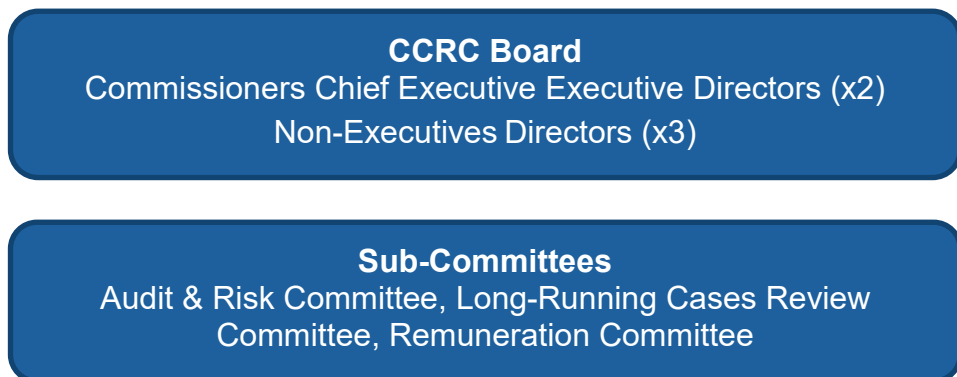 CCRC Board
Commissioners Chief Executive Executive Directors (x2)
Non-Executives Directors (x3)
Sub-Committees
Audit & Risk Committee, Long-Running Cases Review
Committee, Remuneration Committee